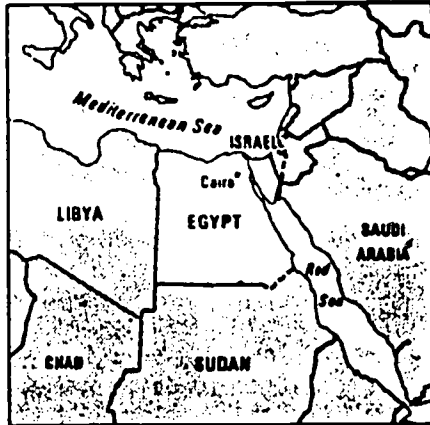 Mediterranean Sea
ISRAEL
Cairo
LIBYA
EGYPT
SAUDI
ARABIA
Red
Sea
CHAD
SUDAN